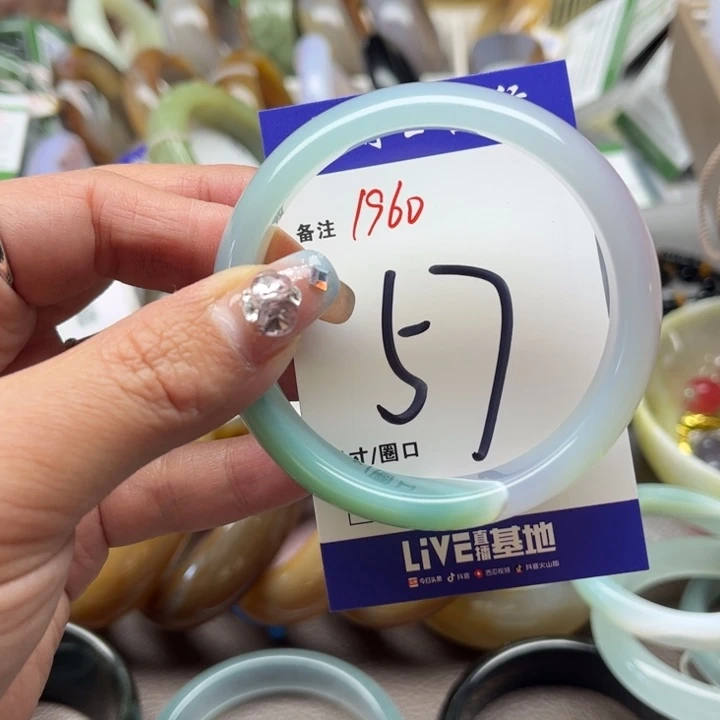 备注 1960
57
寸/圈口
LiVE直播基地
今日头条 抖音 西瓜视频 抖音火山版